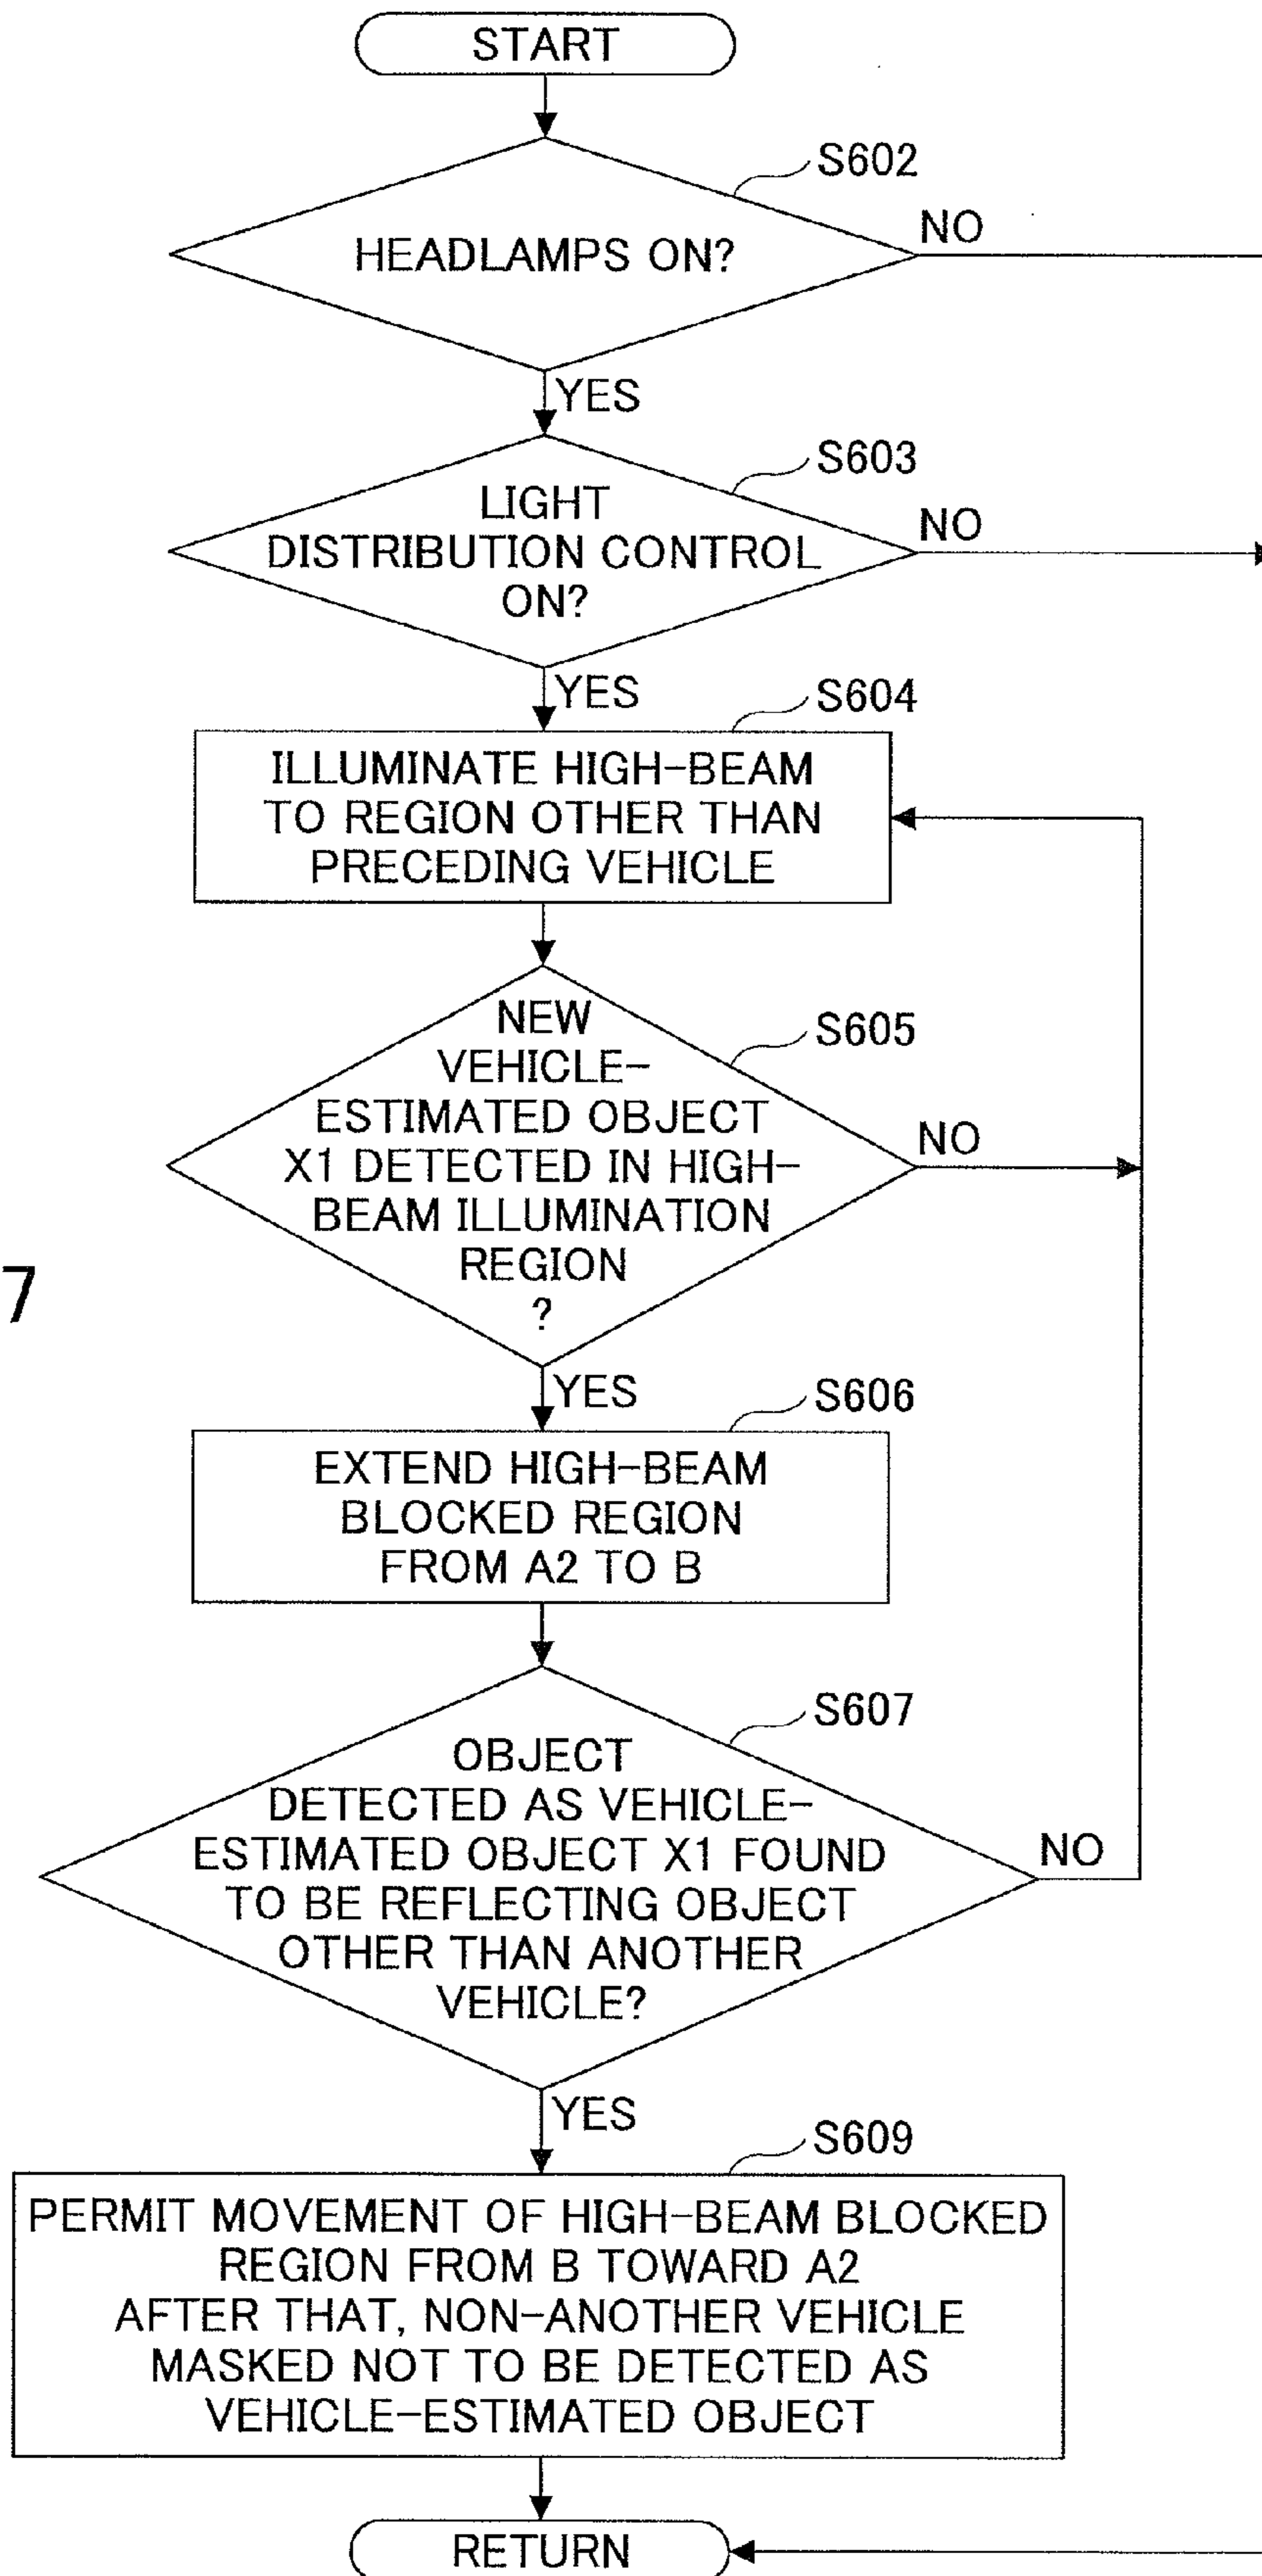 START
S602
HEADLAMPS ON?
NO
YES
S603
LIGHT
DISTRIBUTION CONTROL
ON?
NO
YES
S604
ILLUMINATE HIGH-BEAM
TO REGION OTHER THAN
PRECEDING VEHICLE
S605
NEW
VEHICLE-
ESTIMATED OBJECT
X1 DETECTED IN HIGH-
BEAM ILLUMINATION
REGION
?
NO
7
YES
S606
EXTEND HIGH-BEAM
BLOCKED REGION
FROM A2 TO B
S607
OBJECT
DETECTED AS VEHICLE-
ESTIMATED OBJECT X1 FOUND
TO BE REFLECTING OBJECT
OTHER THAN ANOTHER
VEHICLE?
NO
YES
S609
PERMIT MOVEMENT OF HIGH-BEAM BLOCKED
REGION FROM B TOWARD A2
AFTER THAT, NON-ANOTHER VEHICLE
MASKED NOT TO BE DETECTED AS
VEHICLE-ESTIMATED OBJECT
RETURN